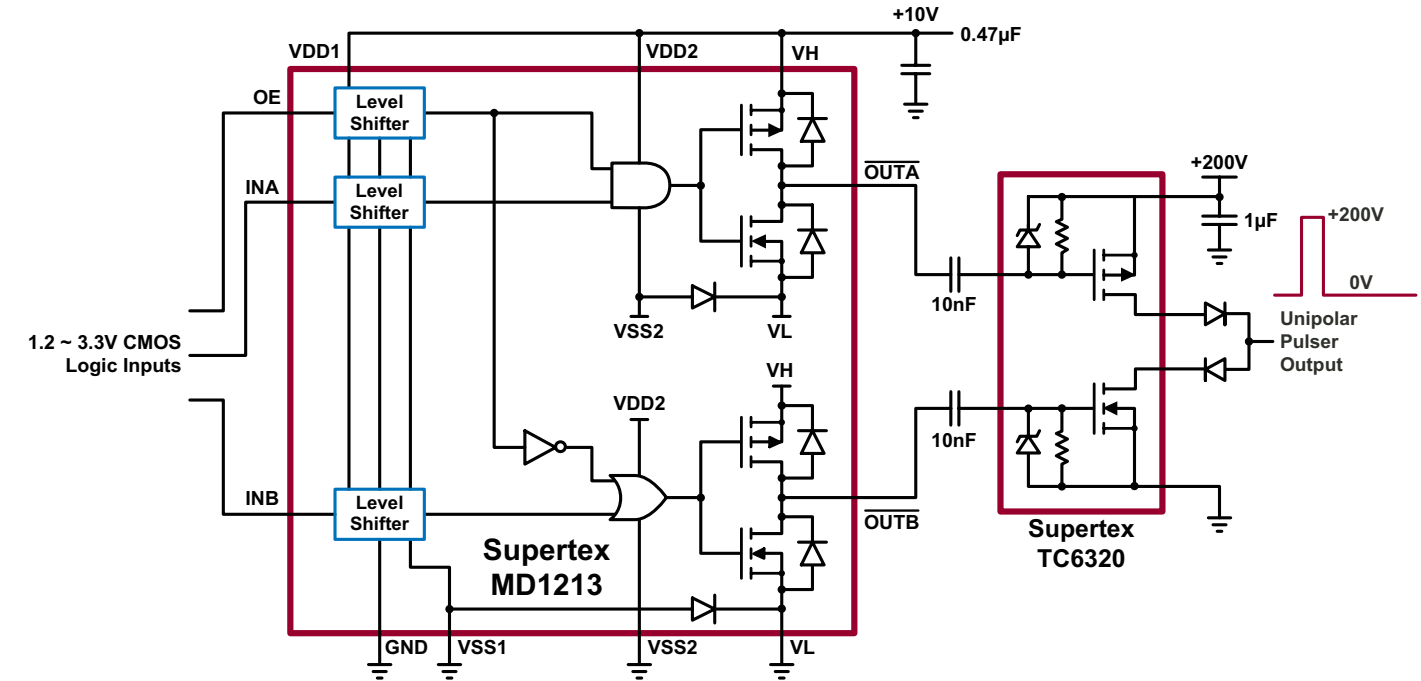 +10V
0.47µF
VDD1
VDD2
VH
OE
Level
Shifter
INA
Level
Shifter
OUTA
+200V
1µF
+200V
0V
10nF
VSS2
VL
Unipolar
Pulser
Output
1.2 ~ 3.3V CMOS
Logic Inputs
VH
VDD2
10nF
INB
Level
Shifter
OUTB
Supertex
MD1213
Supertex
TC6320
GND
VSS1
VSS2
VL